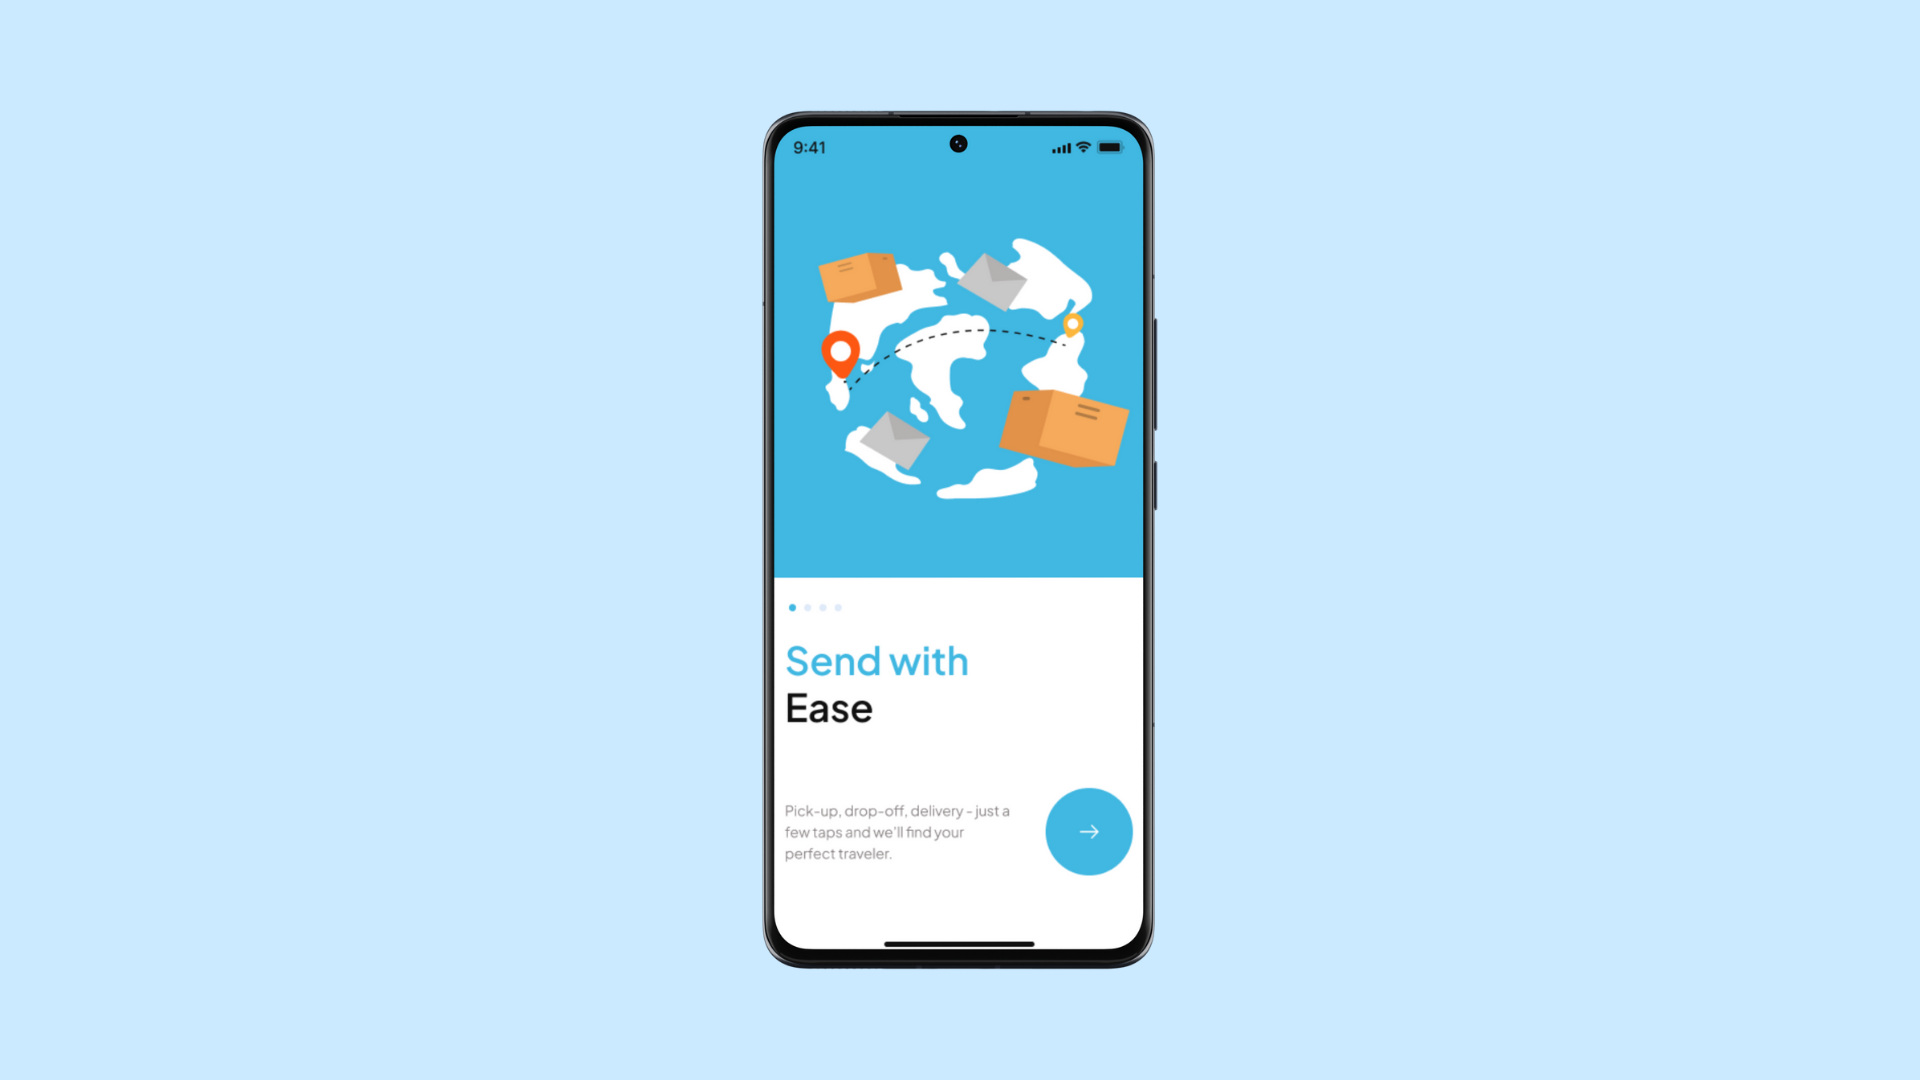 9:41
Send with
Ease
Pick-up, drop-off, delivery - just a
few taps and we'll find your
perfect traveler.